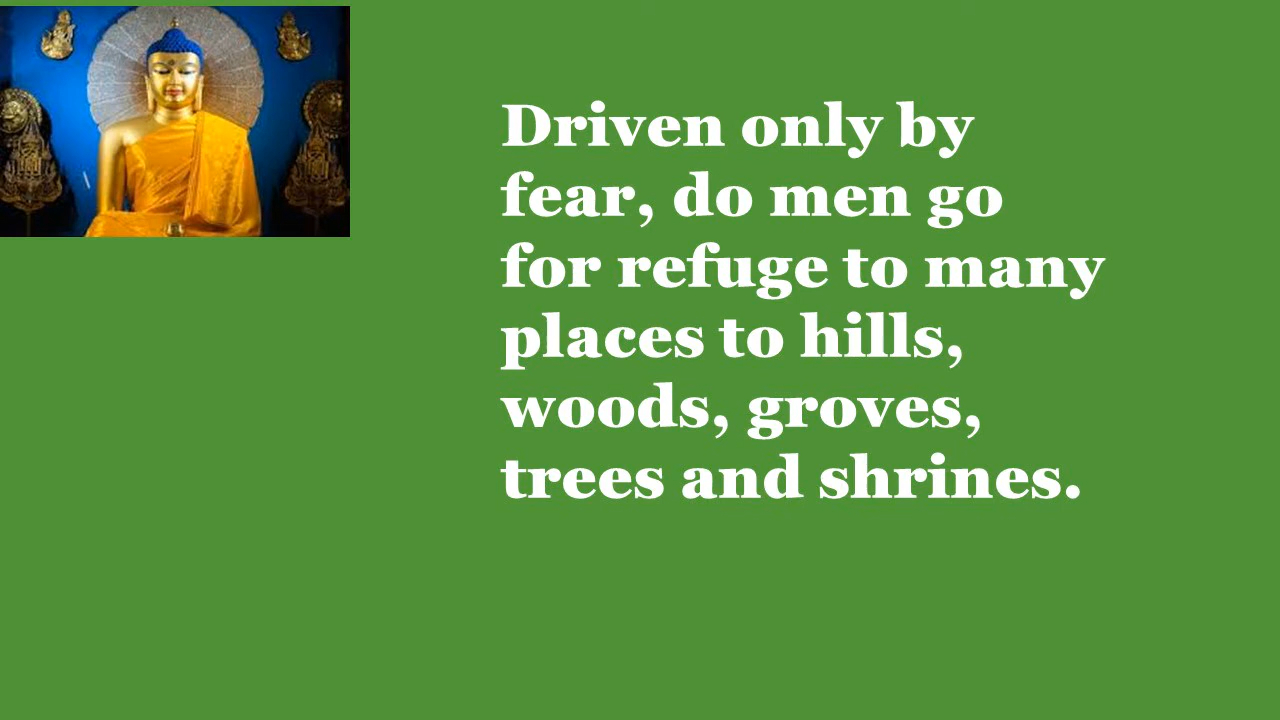 Driven only by
fear, do men go
for refuge to many
places to hills,
woods, groves,
trees and shrines.